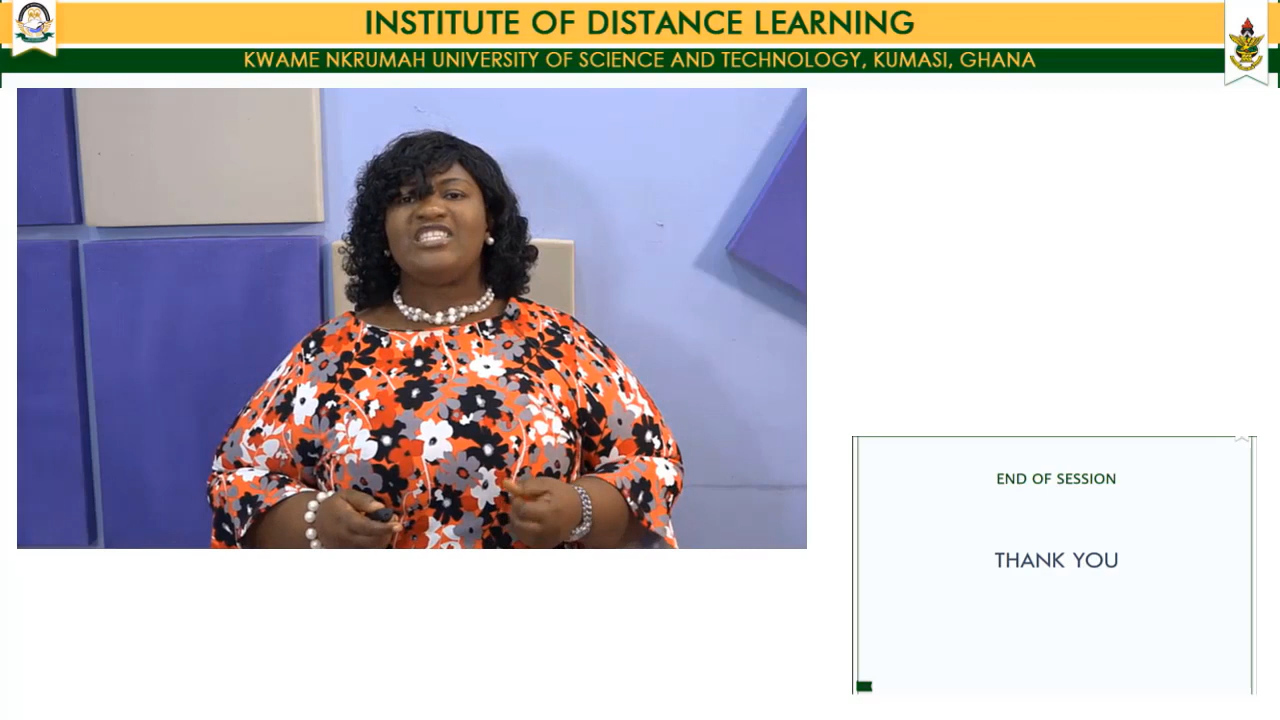 INSTITUTE OF DISTANCE LEARNING
KWAME NKRUMAH UNIVERSITY OF SCIENCE AND TECHNOLOGY, KUMASI, GHANA
END OF SESSION
THANK YOU